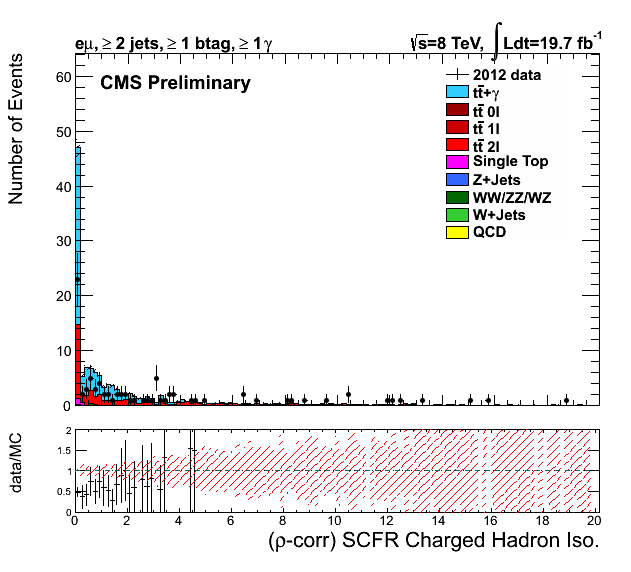 eμ, ≥ 2 jets, ≥ 1 btag, ≥ 1 γ
√s=8 TeV, ∫ Ldt=19.7 fb⁻¹
CMS Preliminary
2012 data
tt̄+γ
tt̄ 0l
tt̄ 1l
tt̄ 2l
Single Top
Z+Jets
WW/ZZ/WZ
W+Jets
QCD
Number of Events
60
50
40
30
20
10
0
data/MC
2
1.5
1
0.5
0
0 2 4 6 8 10 12 14 16 18 20
(ρ-corr) SCFR Charged Hadron Iso.